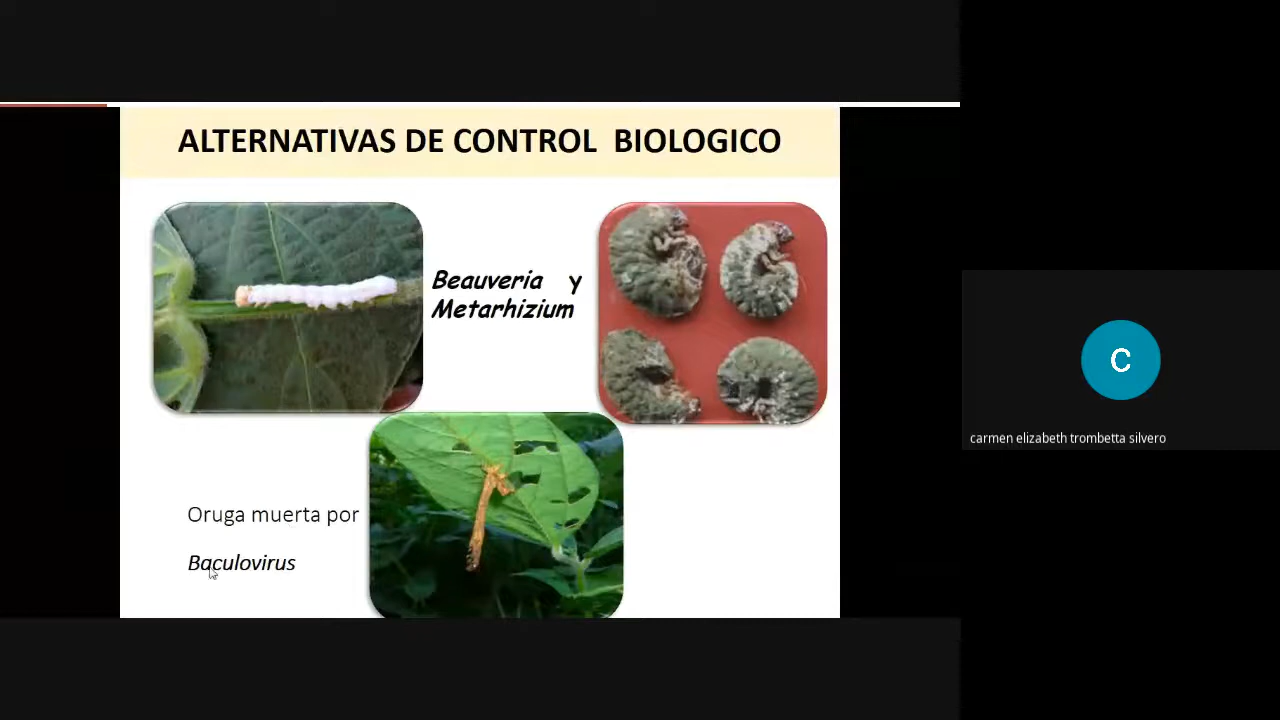 ALTERNATIVAS DE CONTROL BIOLOGICO
Beauveria y
Metarhizium
Oruga muerta por
Baculovirus
C
carmen elizabeth trombetta silvero